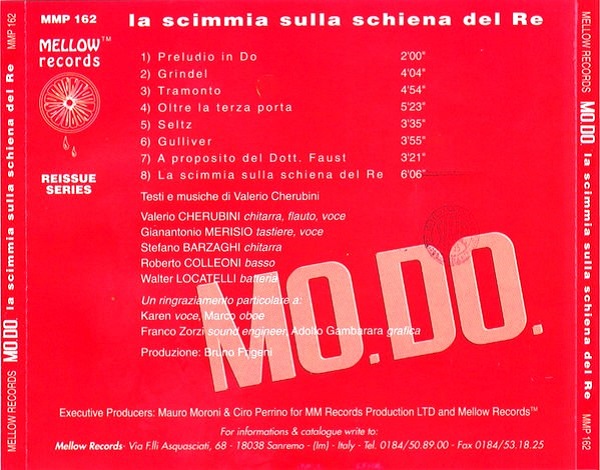 MMP 162
la scimmia sulla schiena del Re
MELLOW™
records
REISSUE
SERIES
1) Preludio in Do 2'00"
2) Grindel 4'04"
3) Tramonto 4'54"
4) Oltre la terza porta 5'23"
5) Seltz 3'35"
6) Gulliver 3'55"
7) A proposito del Dott. Faust 3'21"
8) La scimmia sulla schiena del Re 6'06"
Testi e musiche di Valerio Cherubini
Valerio CHERUBINI chitarra, flauto, voce
Gianantonio MERISIO tastiere, voce
Stefano BARZAGHI chitarra
Roberto COLLEONI basso
Walter LOCATELLI batteria
Un ringraziamento particolare a:
Karen voce, Marco oboe
Franco Zorzi sound engineer, Adolfo Gambarara grafica
Produzione: Bruno Frigeni
MO.DO.
Executive Producers: Mauro Moroni & Ciro Perrino for MM Records Production LTD and Mellow Records™
For informations & catalogue write to:
Mellow Records- Via F.lli Asquasciati, 68 - 18038 Sanremo - (Im) - Italy - Tel. 0184/50.89.00 - Fax 0184/53.18.25
MELLOW RECORDS MO.DO. la scimmia sulla schiena del Re MMP 162
MELLOW RECORDS MO.DO. la scimmia sulla schiena del Re MMP 162